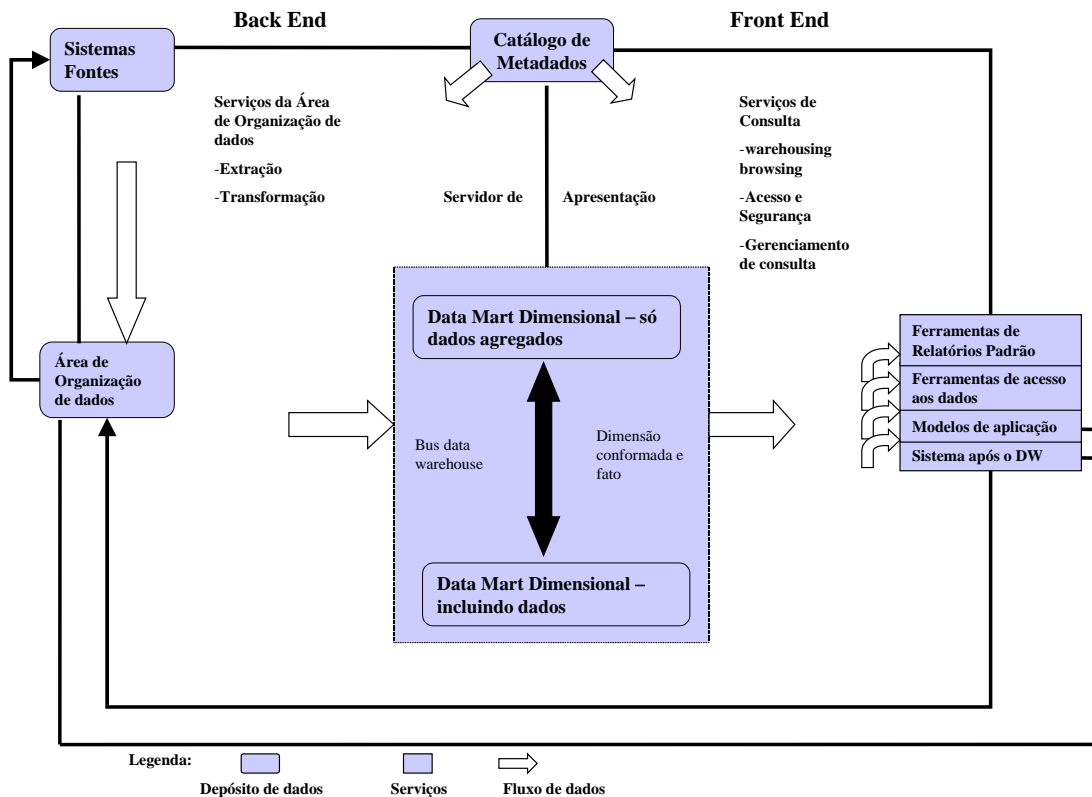 Back End
Front End
Sistemas
Fontes
Catálogo de
Metadados
Serviços da Área
de Organização de
dados
-Extração
-Transformação
Serviços de
Consulta
-warehousing
browsing
-Acesso e
Segurança
-Gerenciamento
de consulta
Servidor de
Apresentação
Data Mart Dimensional – só
dados agregados
Área de
Organização
de dados
Bus data
warehouse
Dimensão
conformada e
fato
Data Mart Dimensional –
incluindo dados
Ferramentas de
Relatórios Padrão
Ferramentas de acesso
aos dados
Modelos de aplicação
Sistema após o DW
Legenda:
Depósito de dados
Serviços
Fluxo de dados